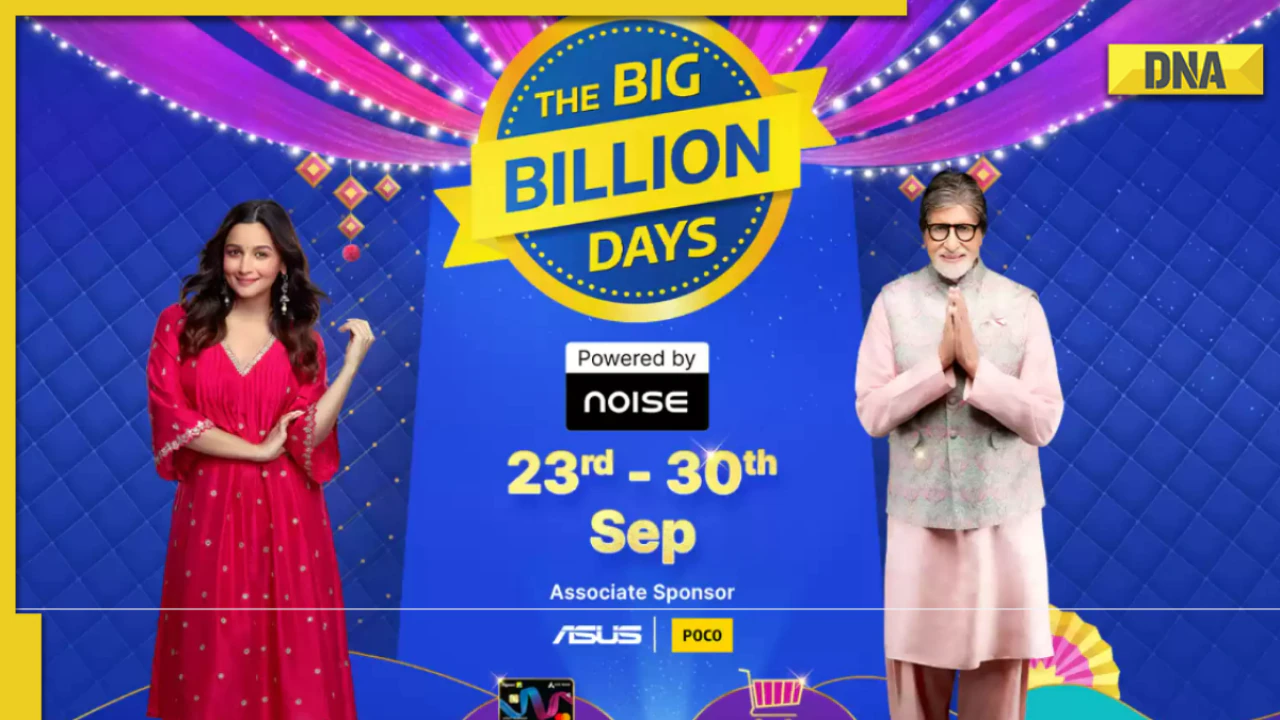 DNA
THE BIG
BILLION
DAYS
Powered by
NOISE
23rd - 30th
Sep
Associate Sponsor
ASUS
POCO